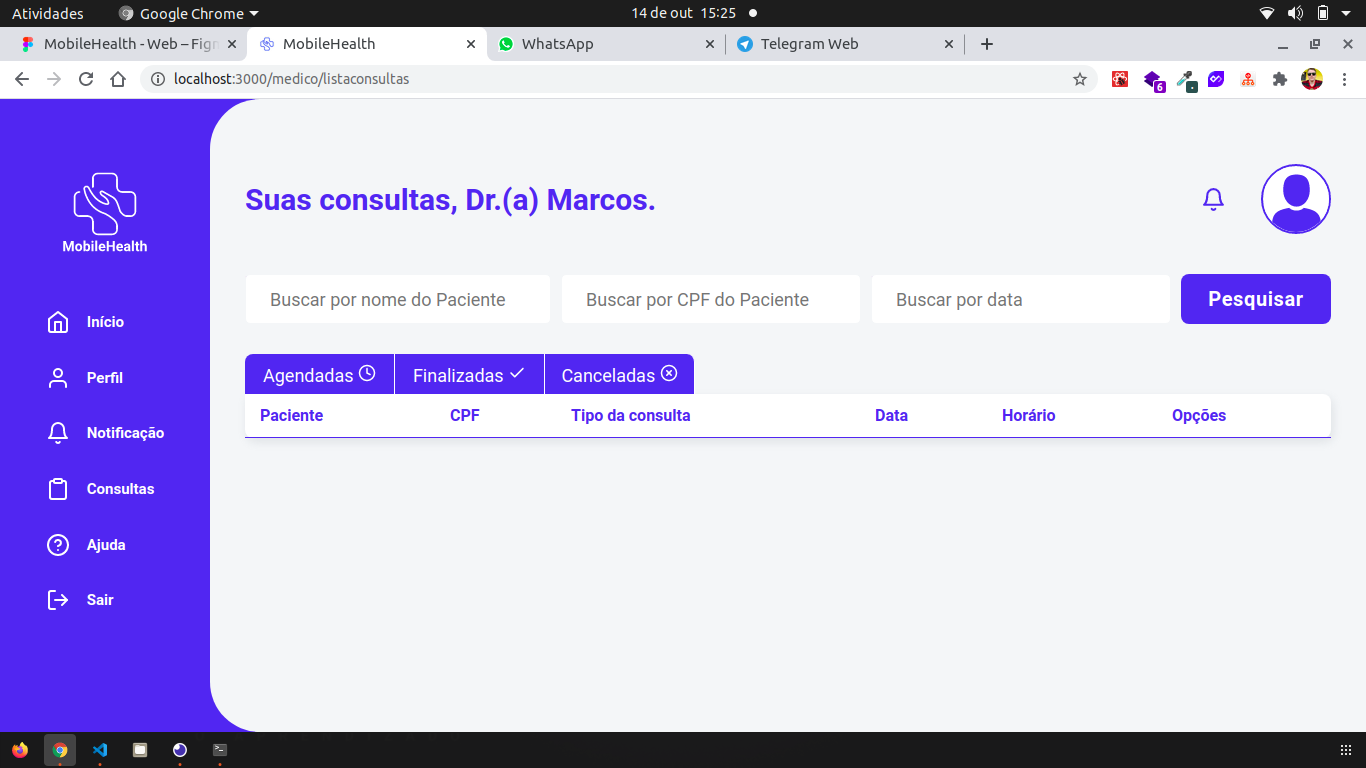 Atividades Google Chrome 14 de out 15:25
MobileHealth - Web – Figm MobileHealth WhatsApp Telegram Web
localhost:3000/medico/listaconsultas
6
MobileHealth
Suas consultas, Dr.(a) Marcos.
Buscar por nome do Paciente Buscar por CPF do Paciente Buscar por data Pesquisar
Início
Perfil
Notificação
Consultas
Ajuda
Sair
Agendadas Finalizadas Canceladas
Paciente CPF Tipo da consulta Data Horário Opções